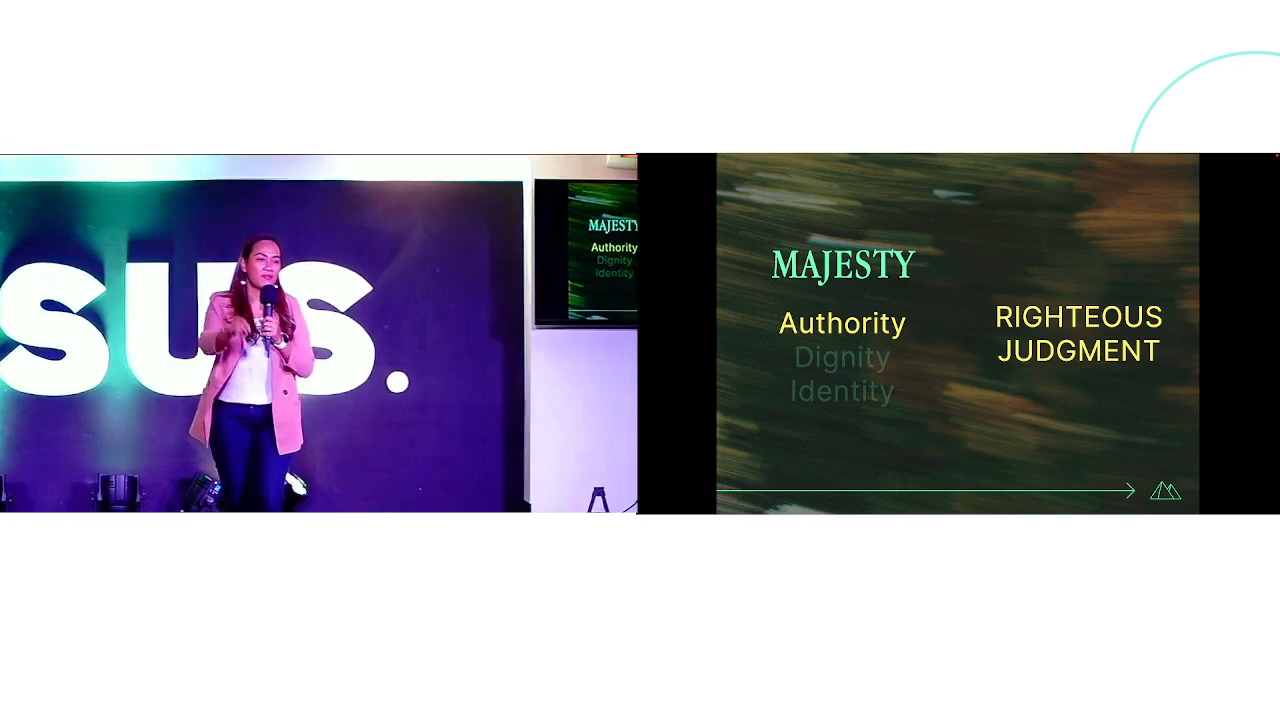 SUS.
MAJESTY
Authority
Dignity
Identity
MAJESTY
Authority
Dignity
Identity
RIGHTEOUS
JUDGMENT